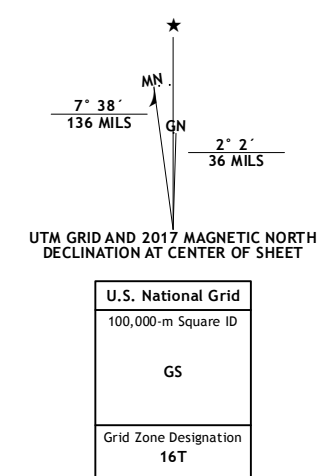 ★
MN
GN
7° 38´
136 MILS
2° 2´
36 MILS
UTM GRID AND 2017 MAGNETIC NORTH
DECLINATION AT CENTER OF SHEET
U.S. National Grid
100,000-m Square ID
GS
Grid Zone Designation
16T